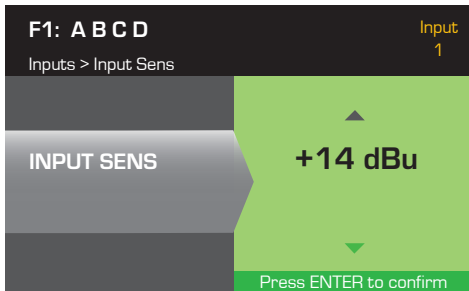 F1: A B C D
Input
1
Inputs > Input Sens
INPUT SENS
+14 dBu
Press ENTER to confirm